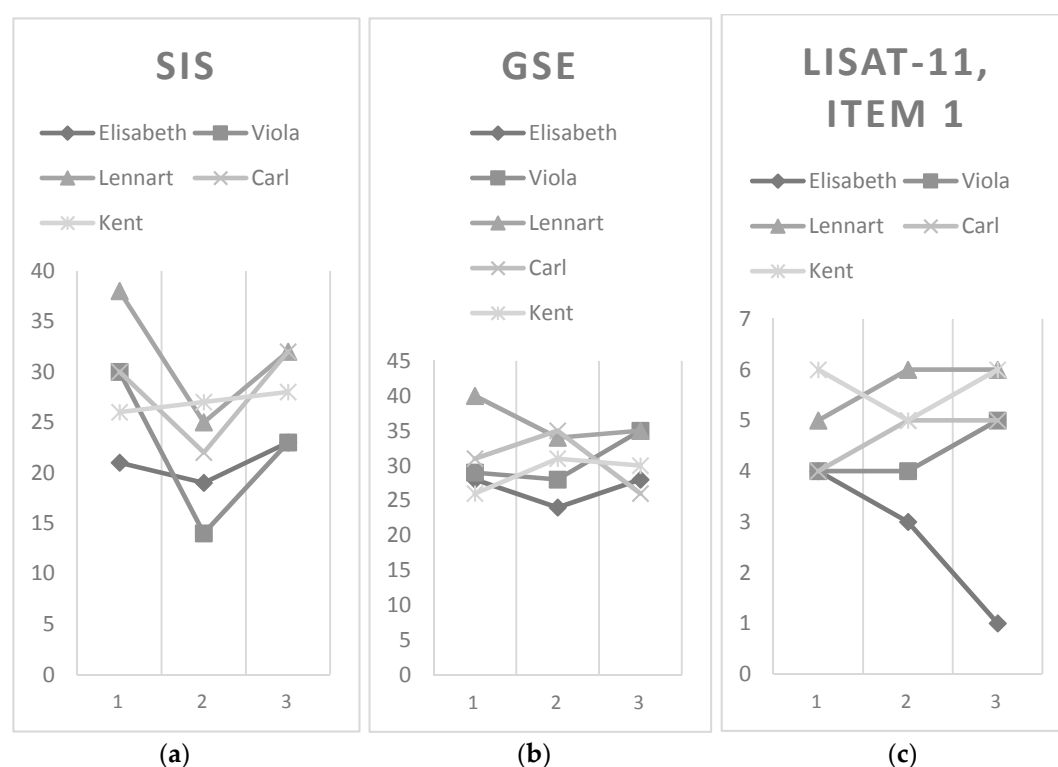 SIS
Elisabeth Viola
Lennart Carl
Kent
40
35
30
25
20
15
10
5
0
1 2 3
(a)
GSE
Elisabeth
Viola
Lennart
Carl
Kent
45
40
35
30
25
20
15
10
5
0
1 2 3
(b)
LISAT-11,
ITEM 1
Elisabeth Viola
Lennart Carl
Kent
7
6
5
4
3
2
1
0
1 2 3
(c)